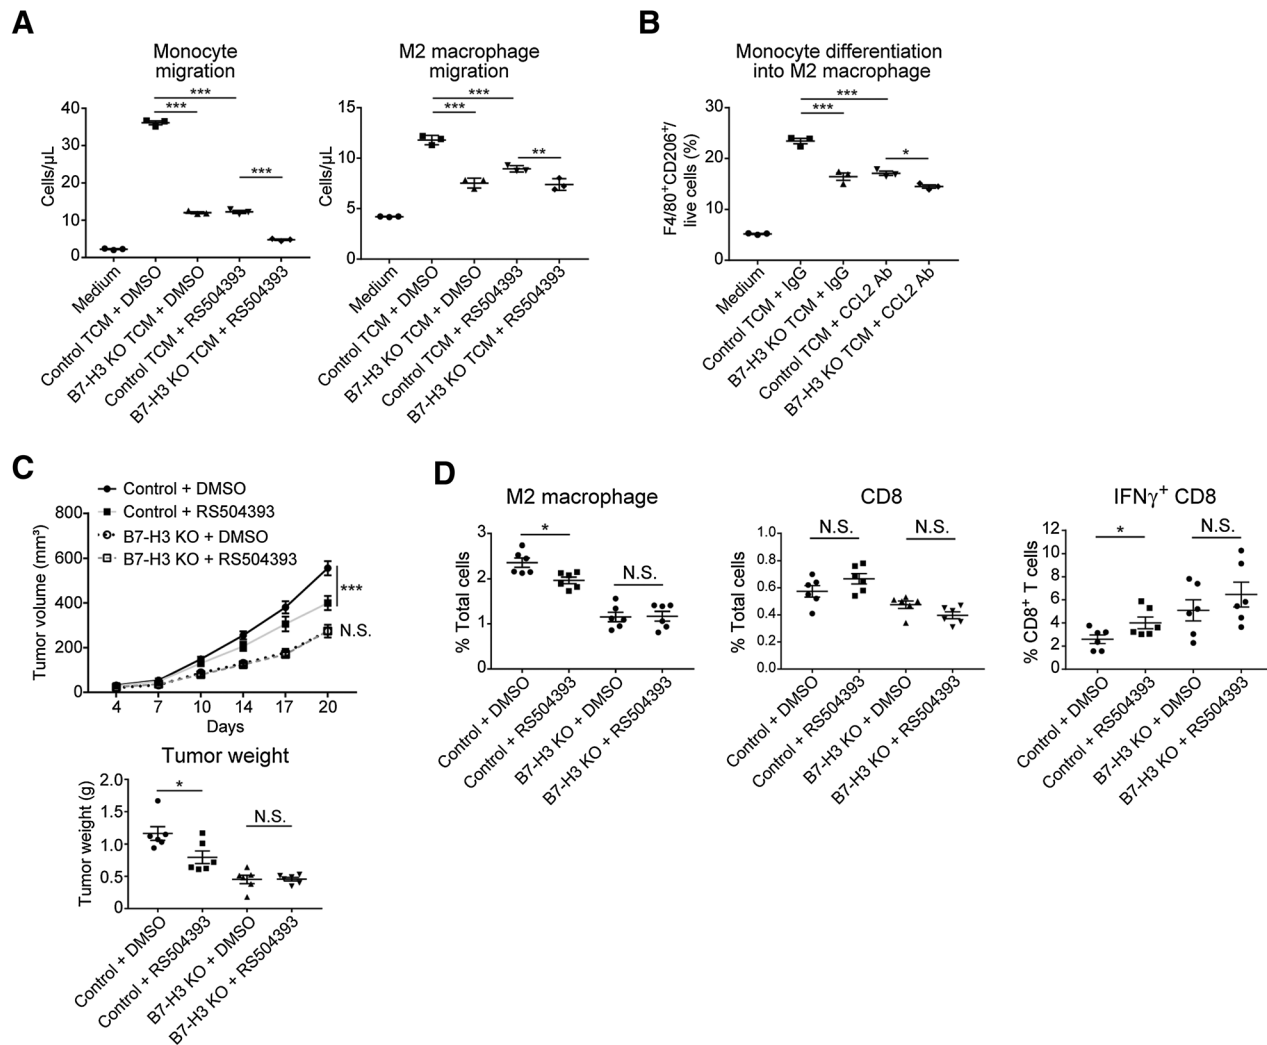 A
Monocyte
migration
***
***
***
Cells/µL
40
30
20
10
0
Medium
Control TCM + DMSO
B7-H3 KO TCM + DMSO
Control TCM + RS504393
B7-H3 KO TCM + RS504393
M2 macrophage
migration
***
***
**
Cells/µL
15
10
5
0
Medium
Control TCM + DMSO
B7-H3 KO TCM + DMSO
Control TCM + RS504393
B7-H3 KO TCM + RS504393
B
Monocyte differentiation
into M2 macrophage
***
***
*
F4/80⁺CD206⁺/
live cells (%)
30
20
10
0
Medium
Control TCM + IgG
B7-H3 KO TCM + IgG
Control TCM + CCL2 Ab
B7-H3 KO TCM + CCL2 Ab
C
Control + DMSO
Control + RS504393
B7-H3 KO + DMSO
B7-H3 KO + RS504393
Tumor volume (mm³)
800
600
400
200
0
***
N.S.
4 7 10 14 17 20
Days
Tumor weight
*
N.S.
Tumor weight (g)
2.0
1.5
1.0
0.5
0
Control + DMSO
Control + RS504393
B7-H3 KO + DMSO
B7-H3 KO + RS504393
D
M2 macrophage
*
N.S.
% Total cells
3
2
1
0
Control + DMSO
Control + RS504393
B7-H3 KO + DMSO
B7-H3 KO + RS504393
CD8
N.S.
N.S.
% Total cells
1.0
0.8
0.6
0.4
0.2
0.0
Control + DMSO
Control + RS504393
B7-H3 KO + DMSO
B7-H3 KO + RS504393
IFNγ⁺ CD8
*
N.S.
% CD8⁺ T cells
12
10
8
6
4
2
0
Control + DMSO
Control + RS504393
B7-H3 KO + DMSO
B7-H3 KO + RS504393